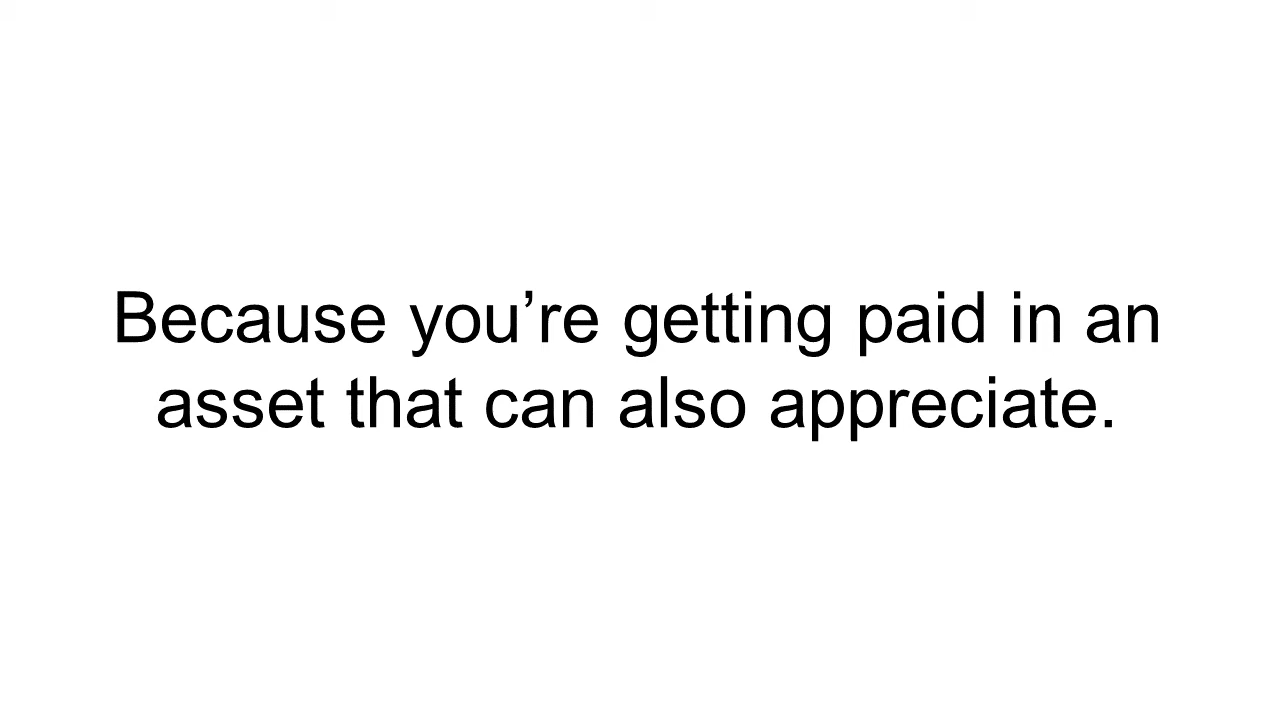 Because you’re getting paid in an
asset that can also appreciate.